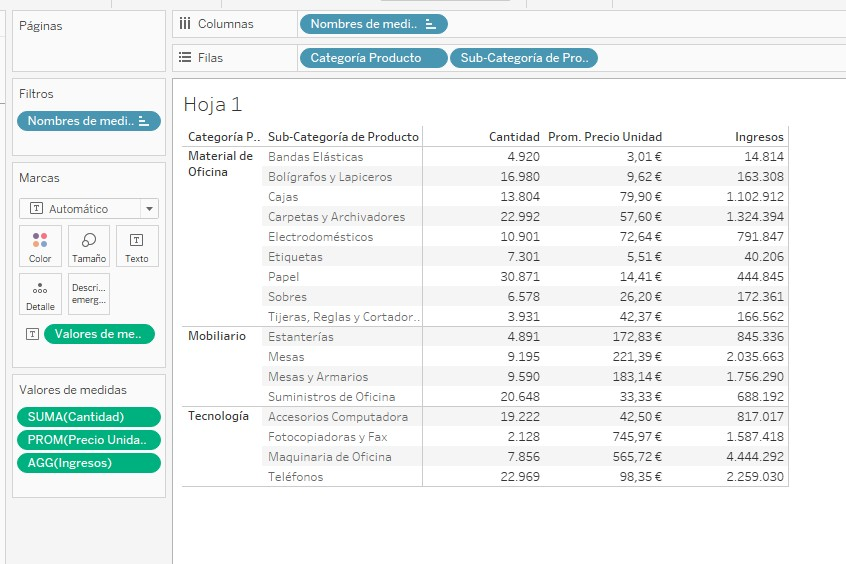 Páginas
Columnas Nombres de medi..
Filas Categoría Producto Sub-Categoría de Pro..
Filtros
Nombres de medi..
Marcas
T Automático
Color T Tamaño Texto
Detalle Descri... emerg...
T Valores de me..
Valores de medidas
SUMA(Cantidad)
PROM(Precio Unida..
AGG(Ingresos)
Hoja 1
Categoría P.. Sub-Categoría de Producto Cantidad Prom. Precio Unidad Ingresos
Material de Oficina Bandas Elásticas 4.920 3,01 € 14.814
Bolígrafos y Lapiceros 16.980 9,62 € 163.308
Cajas 13.804 79,90 € 1.102.912
Carpetas y Archivadores 22.992 57,60 € 1.324.394
Electrodomésticos 10.901 72,64 € 791.847
Etiquetas 7.301 5,51 € 40.206
Papel 30.871 14,41 € 444.845
Sobres 6.578 26,20 € 172.361
Tijeras, Reglas y Cortador.. 3.931 42,37 € 166.562
Mobiliario Estanterías 4.891 172,83 € 845.336
Mesas 9.195 221,39 € 2.035.663
Mesas y Armarios 9.590 183,14 € 1.756.290
Suministros de Oficina 20.648 33,33 € 688.192
Tecnología Accesorios Computadora 19.222 42,50 € 817.017
Fotocopiadoras y Fax 2.128 745,97 € 1.587.418
Maquinaria de Oficina 7.856 565,72 € 4.444.292
Teléfonos 22.969 98,35 € 2.259.030